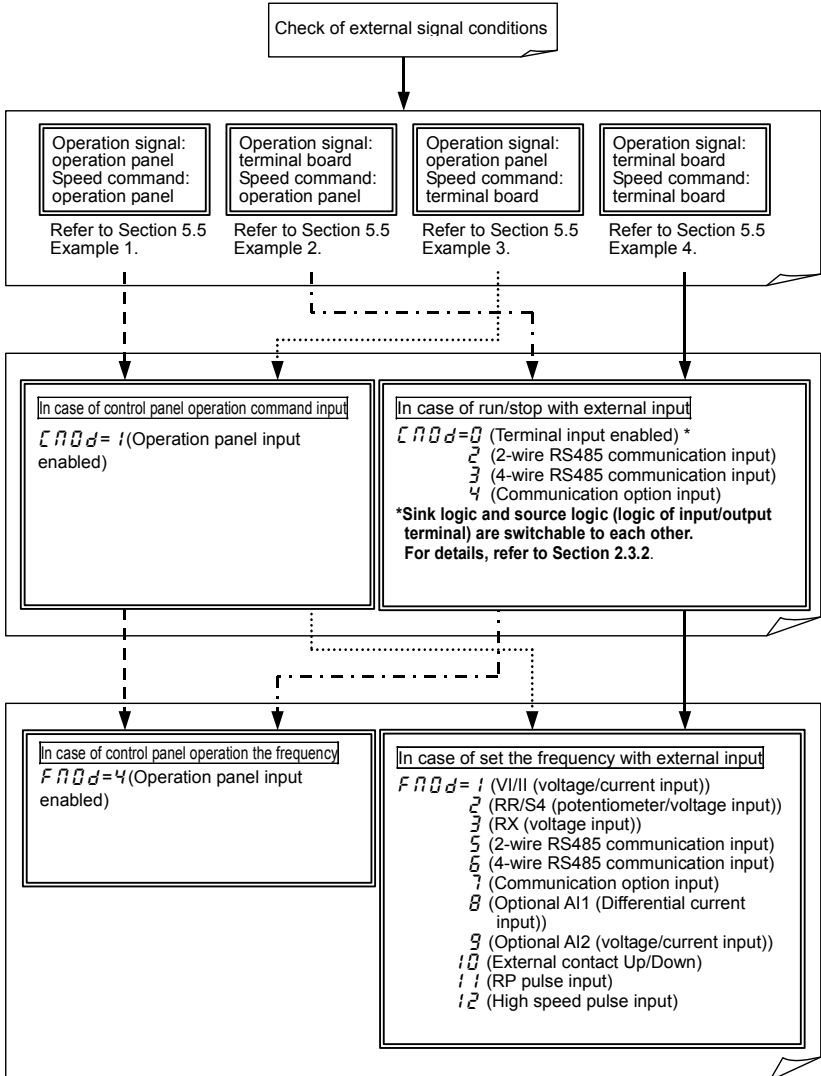 Check of external signal conditions
Operation signal:
operation panel
Speed command:
operation panel
Refer to Section 5.5
Example 1.
Operation signal:
terminal board
Speed command:
operation panel
Refer to Section 5.5
Example 2.
Operation signal:
operation panel
Speed command:
terminal board
Refer to Section 5.5
Example 3.
Operation signal:
terminal board
Speed command:
terminal board
Refer to Section 5.5
Example 4.
In case of control panel operation command input
CMOd= 1(Operation panel input
enabled)
In case of run/stop with external input
CMOd=0 (Terminal input enabled) *
2 (2-wire RS485 communication input)
3 (4-wire RS485 communication input)
4 (Communication option input)
*Sink logic and source logic (logic of input/output
terminal) are switchable to each other.
For details, refer to Section 2.3.2.
In case of control panel operation the frequency
FMOd=4(Operation panel input
enabled)
In case of set the frequency with external input
FMOd= 1 (VI/II (voltage/current input))
2 (RR/S4 (potentiometer/voltage input))
3 (RX (voltage input))
5 (2-wire RS485 communication input)
6 (4-wire RS485 communication input)
7 (Communication option input)
8 (Optional AI1 (Differential current
input))
9 (Optional AI2 (voltage/current input))
10 (External contact Up/Down)
11 (RP pulse input)
12 (High speed pulse input)